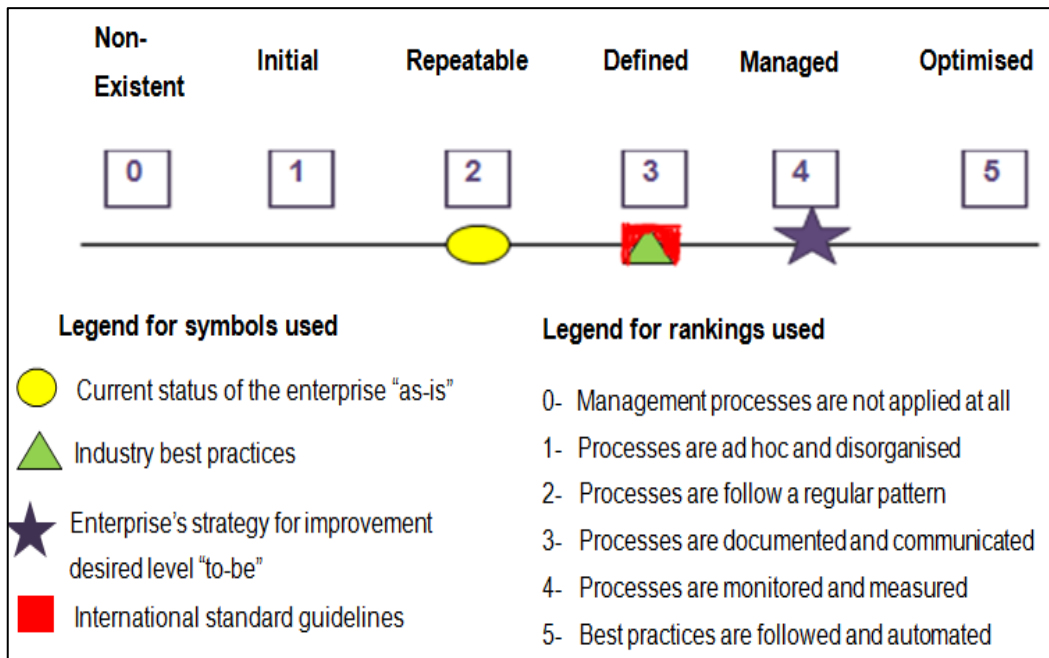 Non-
Existent
Initial
Repeatable
Defined
Managed
Optimised
0
1
2
3
4
5
Legend for symbols used
Current status of the enterprise “as-is”
Industry best practices
Enterprise’s strategy for improvement
desired level “to-be”
International standard guidelines
Legend for rankings used
0- Management processes are not applied at all
1- Processes are ad hoc and disorganised
2- Processes are follow a regular pattern
3- Processes are documented and communicated
4- Processes are monitored and measured
5- Best practices are followed and automated